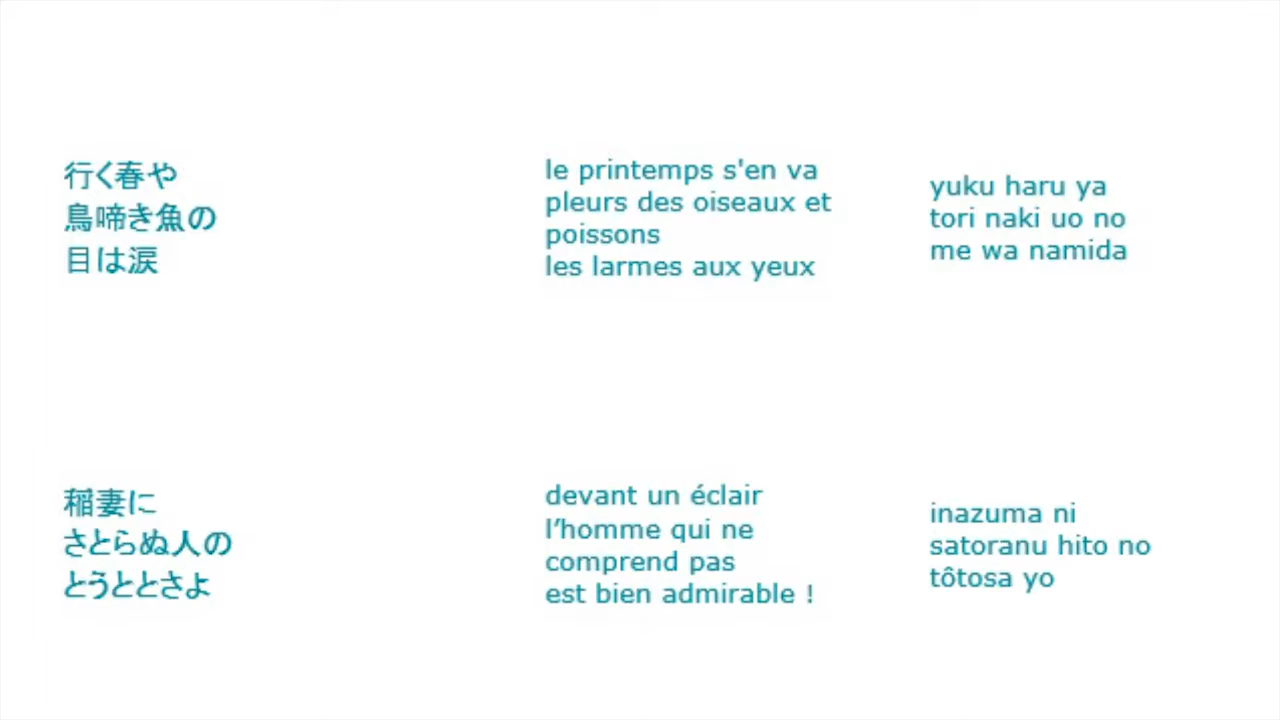 行く春や
鳥啼き魚の
目は涙
le printemps s'en va
pleurs des oiseaux et
poissons
les larmes aux yeux
yuku haru ya
tori naki uo no
me wa namida
稲妻に
さとらぬ人の
とうととさよ
devant un éclair
l’homme qui ne
comprend pas
est bien admirable !
inazuma ni
satoranu hito no
tôtosa yo